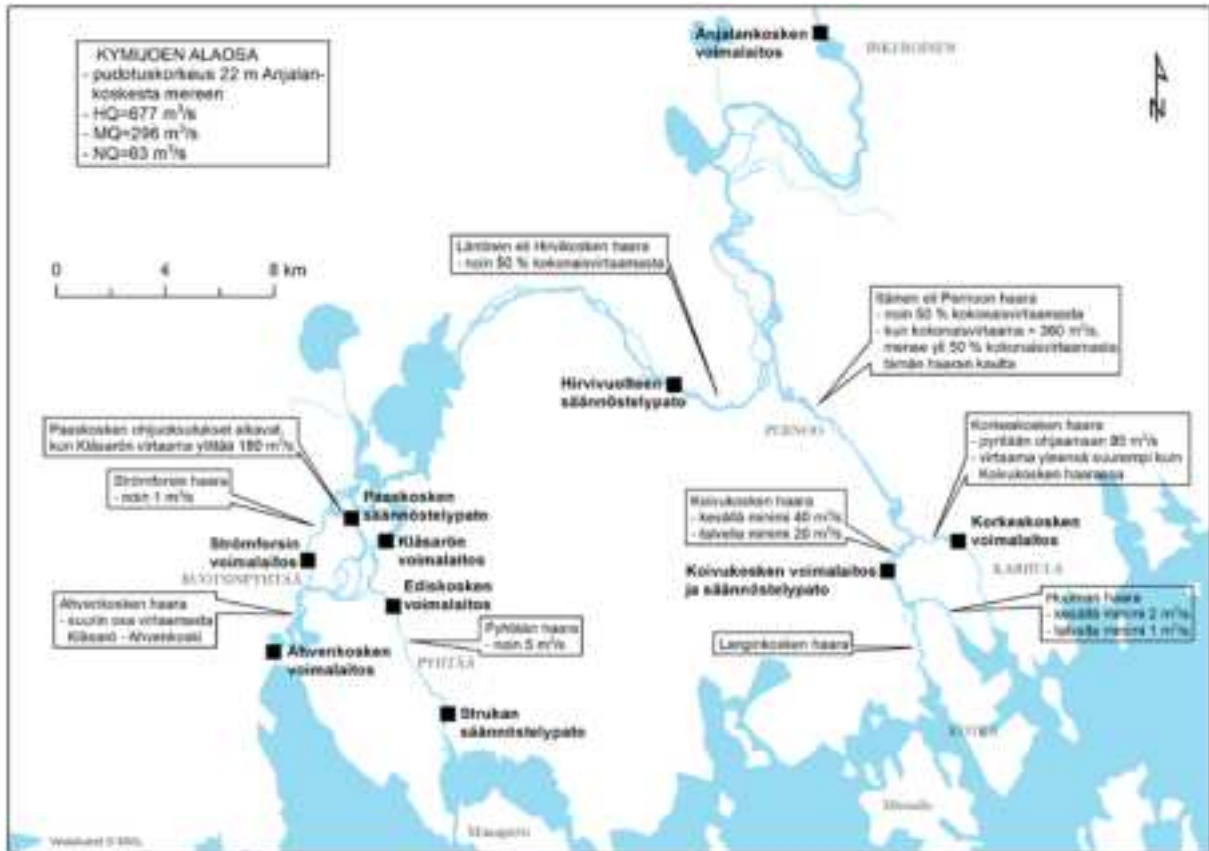 KYMIJOEN ALAOSA
- pudotuskorkeus 22 m Anjalan-
koskesta mereen
- HQ=677 m³/s
- MQ=296 m³/s
- NQ=63 m³/s
Anjalankosken
voimalaitos
INKEROINEN
N
0 4 8 km
Läntinen eli Hirvikosken haara
- noin 50 % kokonaisvirtaamasta
Itäinen eli Pernoon haara
- noin 50 % kokonaisvirtaamasta
- kun kokonaisvirtaama > 360 m³/s,
menee yli 50 % kokonaisvirtaamasta
tämän haaran kautta
Hirvivuolteen
säännöstelypato
PERNOO
Paaskosken ohijuoksutukset alkavat,
kun Klåsarön virtaama ylittää 180 m³/s
Korkeakosken haara
- pyritään ohjaamaan 80 m³/s
- virtaama yleensä suurempi kuin
Koivukosken haarassa
Strömforsin haara
- noin 1 m³/s
Paaskosken
säännöstelypato
Koivukosken haara
- kesällä minimi 40 m³/s
- talvella minimi 20 m³/s
Korkeakosken
voimalaitos
Klåsarön
voimalaitos
Strömforsin
voimalaitos
RUOTSINPYHTÄÄ
Koivukosken voimalaitos
ja säännöstelypato
KARHULA
Ediskosken
voimalaitos
Ahvenkosken haara
- suurin osa virtaamasta
Klåsarö - Ahvenkoski
Huuman haara
- kesällä minimi 2 m³/s
- talvella minimi 1 m³/s
Pyhtään haara
- noin 5 m³/s
Langinkosken haara
Ahvenkosken
voimalaitos
PYHTÄÄ
Strukan
säännöstelypato
KOTKA
Mussalo